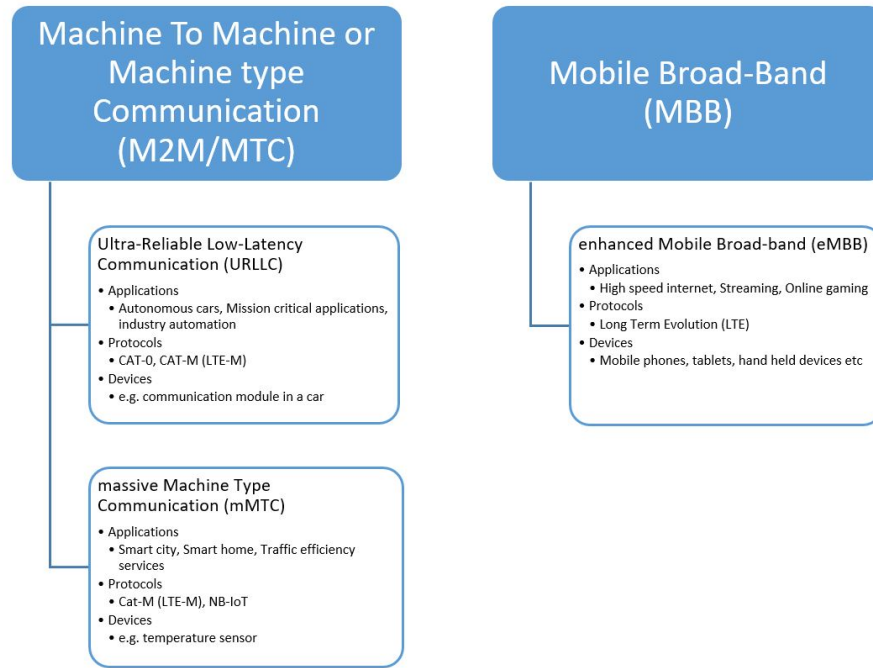 Machine To Machine or
Machine type
Communication
(M2M/MTC)
Ultra-Reliable Low-Latency
Communication (URLLC)
• Applications
• Autonomous cars, Mission critical applications,
industry automation
• Protocols
• CAT-0, CAT-M (LTE-M)
• Devices
• e.g. communication module in a car
massive Machine Type
Communication (mMTC)
• Applications
• Smart city, Smart home, Traffic efficiency
services
• Protocols
• Cat-M (LTE-M), NB-IoT
• Devices
• e.g. temperature sensor
Mobile Broad-Band
(MBB)
enhanced Mobile Broad-band (eMBB)
• Applications
• High speed internet, Streaming, Online gaming
• Protocols
• Long Term Evolution (LTE)
• Devices
• Mobile phones, tablets, hand held devices etc